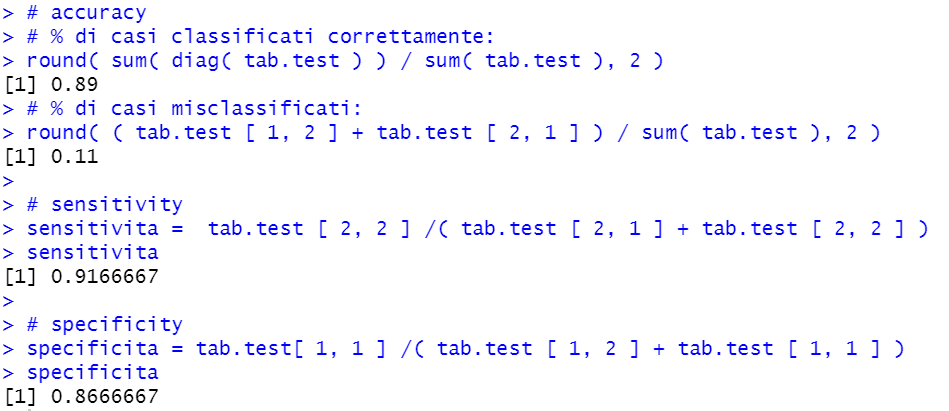 > # accuracy
> # % di casi classificati correttamente:
> round( sum( diag( tab.test ) ) / sum( tab.test ), 2 )
[1] 0.89
> # % di casi misclassificati:
> round( ( tab.test [ 1, 2 ] + tab.test [ 2, 1 ] ) / sum( tab.test ), 2 )
[1] 0.11
>
> # sensitivity
> sensitivita =  tab.test [ 2, 2 ] /( tab.test [ 2, 1 ] + tab.test [ 2, 2 ] )
> sensitivita
[1] 0.9166667
>
> # specificity
> specificita = tab.test[ 1, 1 ] /( tab.test [ 1, 2 ] + tab.test [ 1, 1 ] )
> specificita
[1] 0.8666667